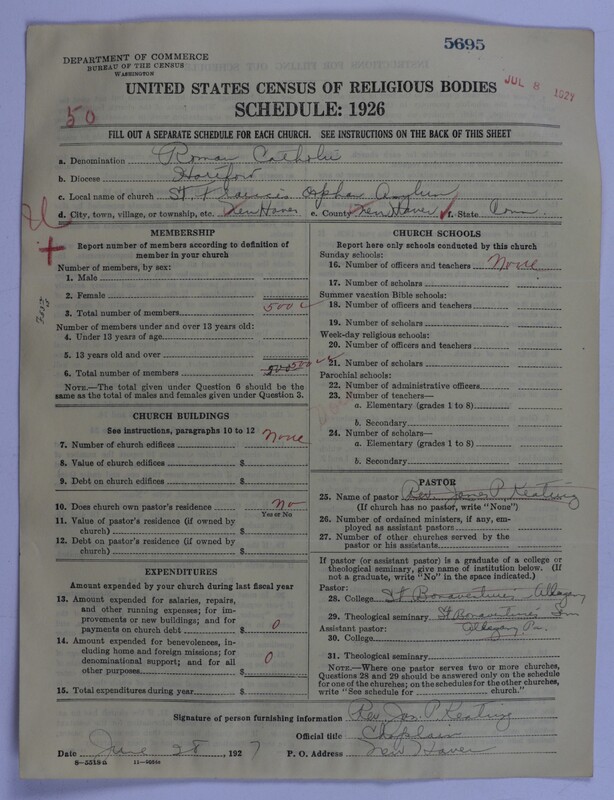 5695
DEPARTMENT OF COMMERCE
BUREAU OF THE CENSUS
WASHINGTON
JUL 8 1927
UNITED STATES CENSUS OF RELIGIOUS BODIES
SCHEDULE: 1926
50
FILL OUT A SEPARATE SCHEDULE FOR EACH CHURCH. SEE INSTRUCTIONS ON THE BACK OF THIS SHEET
a. Denomination Roman Catholic
b. Diocese Hartford
c. Local name of church St. Francis Orphan Asylum
d. City, town, village, or township, etc. New Haven e. County New Haven f. State Conn.
MEMBERSHIP
Report number of members according to definition of
member in your church
Number of members, by sex:
1. Male
2. Female
3. Total number of members 500
Number of members under and over 13 years old:
4. Under 13 years of age
5. 13 years old and over
6. Total number of members 500 500
NOTE.—The total given under Question 6 should be
the same as the total of males and females given under Question 3.
CHURCH BUILDINGS
See instructions, paragraphs 10 to 12
7. Number of church edifices None
8. Value of church edifices $
9. Debt on church edifices $
10. Does church own pastor's residence No
Yes or No
11. Value of pastor's residence (if owned by
church) $
12. Debt on pastor's residence (if owned by
church) $
EXPENDITURES
Amount expended by your church during last fiscal year
13. Amount expended for salaries, repairs,
and other running expenses; for im-
provements or new buildings; and for
payments on church debt $ 0
14. Amount expended for benevolences, in-
cluding home and foreign missions; for
denominational support; and for all
other purposes $ 0
15. Total expenditures during year $
CHURCH SCHOOLS
Report here only schools conducted by this church
Sunday schools:
16. Number of officers and teachers None
17. Number of scholars
Summer vacation Bible schools:
18. Number of officers and teachers
19. Number of scholars
Week-day religious schools:
20. Number of officers and teachers
21. Number of scholars
Parochial schools:
22. Number of administrative officers
23. Number of teachers—
a. Elementary (grades 1 to 8)
b. Secondary
24. Number of scholars—
a. Elementary (grades 1 to 8)
b. Secondary
PASTOR
25. Name of pastor Rev. James P. Keating
(If church has no pastor, write "None")
26. Number of ordained ministers, if any, em-
ployed as assistant pastors
27. Number of other churches served by the
pastor or his assistants
If pastor (or assistant pastor) is a graduate of a college or
theological seminary, give name of institution below. (If
not a graduate, write "No" in the space indicated.)
Pastor:
28. College St Bonaventures Allegany
29. Theological seminary St Bonaventures Sem
Assistant pastor: Allegany
30. College
31. Theological seminary
NOTE.—Where one pastor serves two or more churches,
Questions 28 and 29 should be answered only on the schedule
for one of the churches; on the schedules for the other churches,
write "See schedule for church."
Signature of person furnishing information Rev. Jas. P. Keating
Official title Chaplain
Date June 28, 1927 P. O. Address New Haven
8-5518a